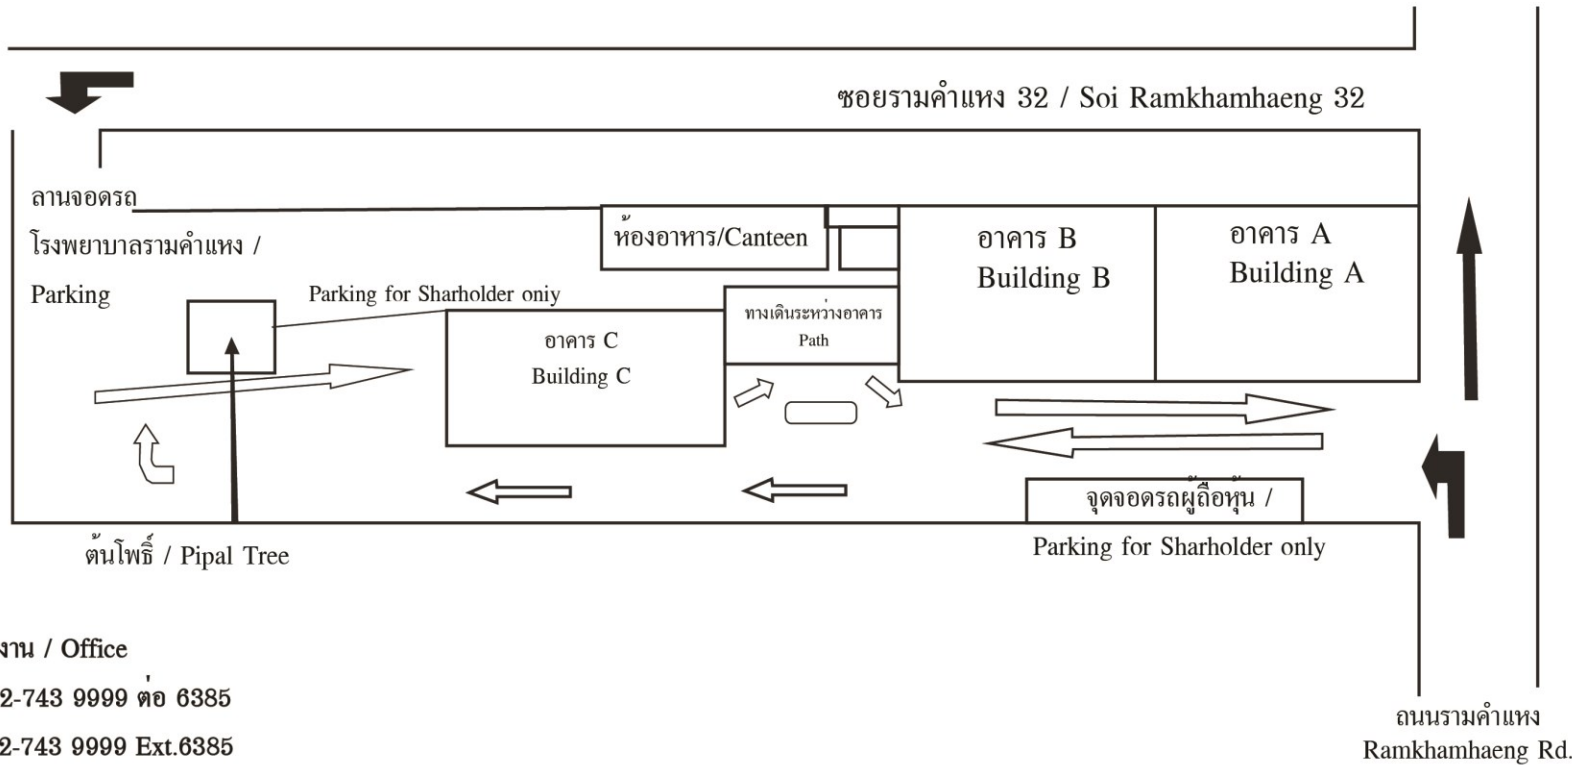 ซอยรามคำแหง 32 / Soi Ramkhamhaeng 32
ลานจอดรถ
โรงพยาบาลรามคำแหง /
Parking
ห้องอาหาร/Canteen
อาคาร B
Building B
อาคาร A
Building A
Parking for Sharholder oniy
อาคาร C
Building C
ทางเดินระหว่างอาคาร
Path
จุดจอดรถผู้ถือหุ้น /
Parking for Sharholder only
ต้นโพธิ์ / Pipal Tree
งาน / Office
2-743 9999 ต่อ 6385
2-743 9999 Ext.6385
ถนนรามคำแหง
Ramkhamhaeng Rd.